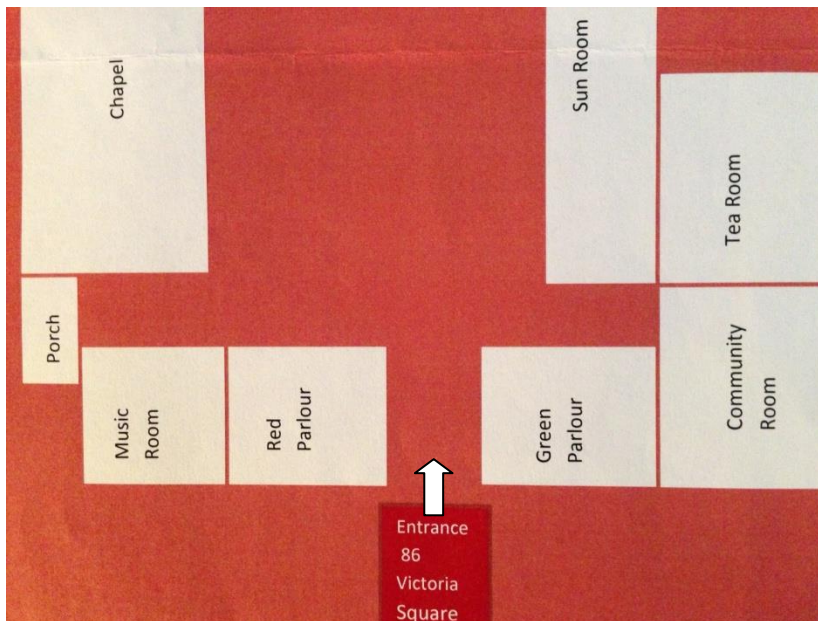 Chapel
Sun Room
Tea Room
Porch
Music
Room
Red
Parlour
Green
Parlour
Community
Room
Entrance
86
Victoria
Square